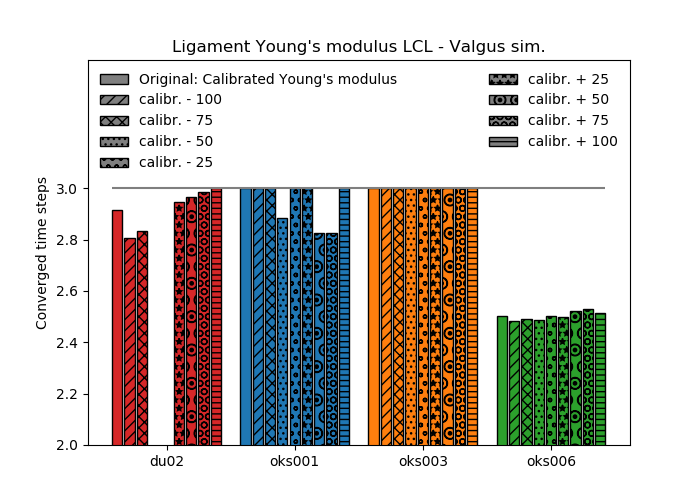 Ligament Young's modulus LCL - Valgus sim.
Original: Calibrated Young's modulus
calibr. - 100
calibr. - 75
calibr. - 50
calibr. - 25
calibr. + 25
calibr. + 50
calibr. + 75
calibr. + 100
Converged time steps
3.0
2.8
2.6
2.4
2.2
2.0
du02
oks001
oks003
oks006